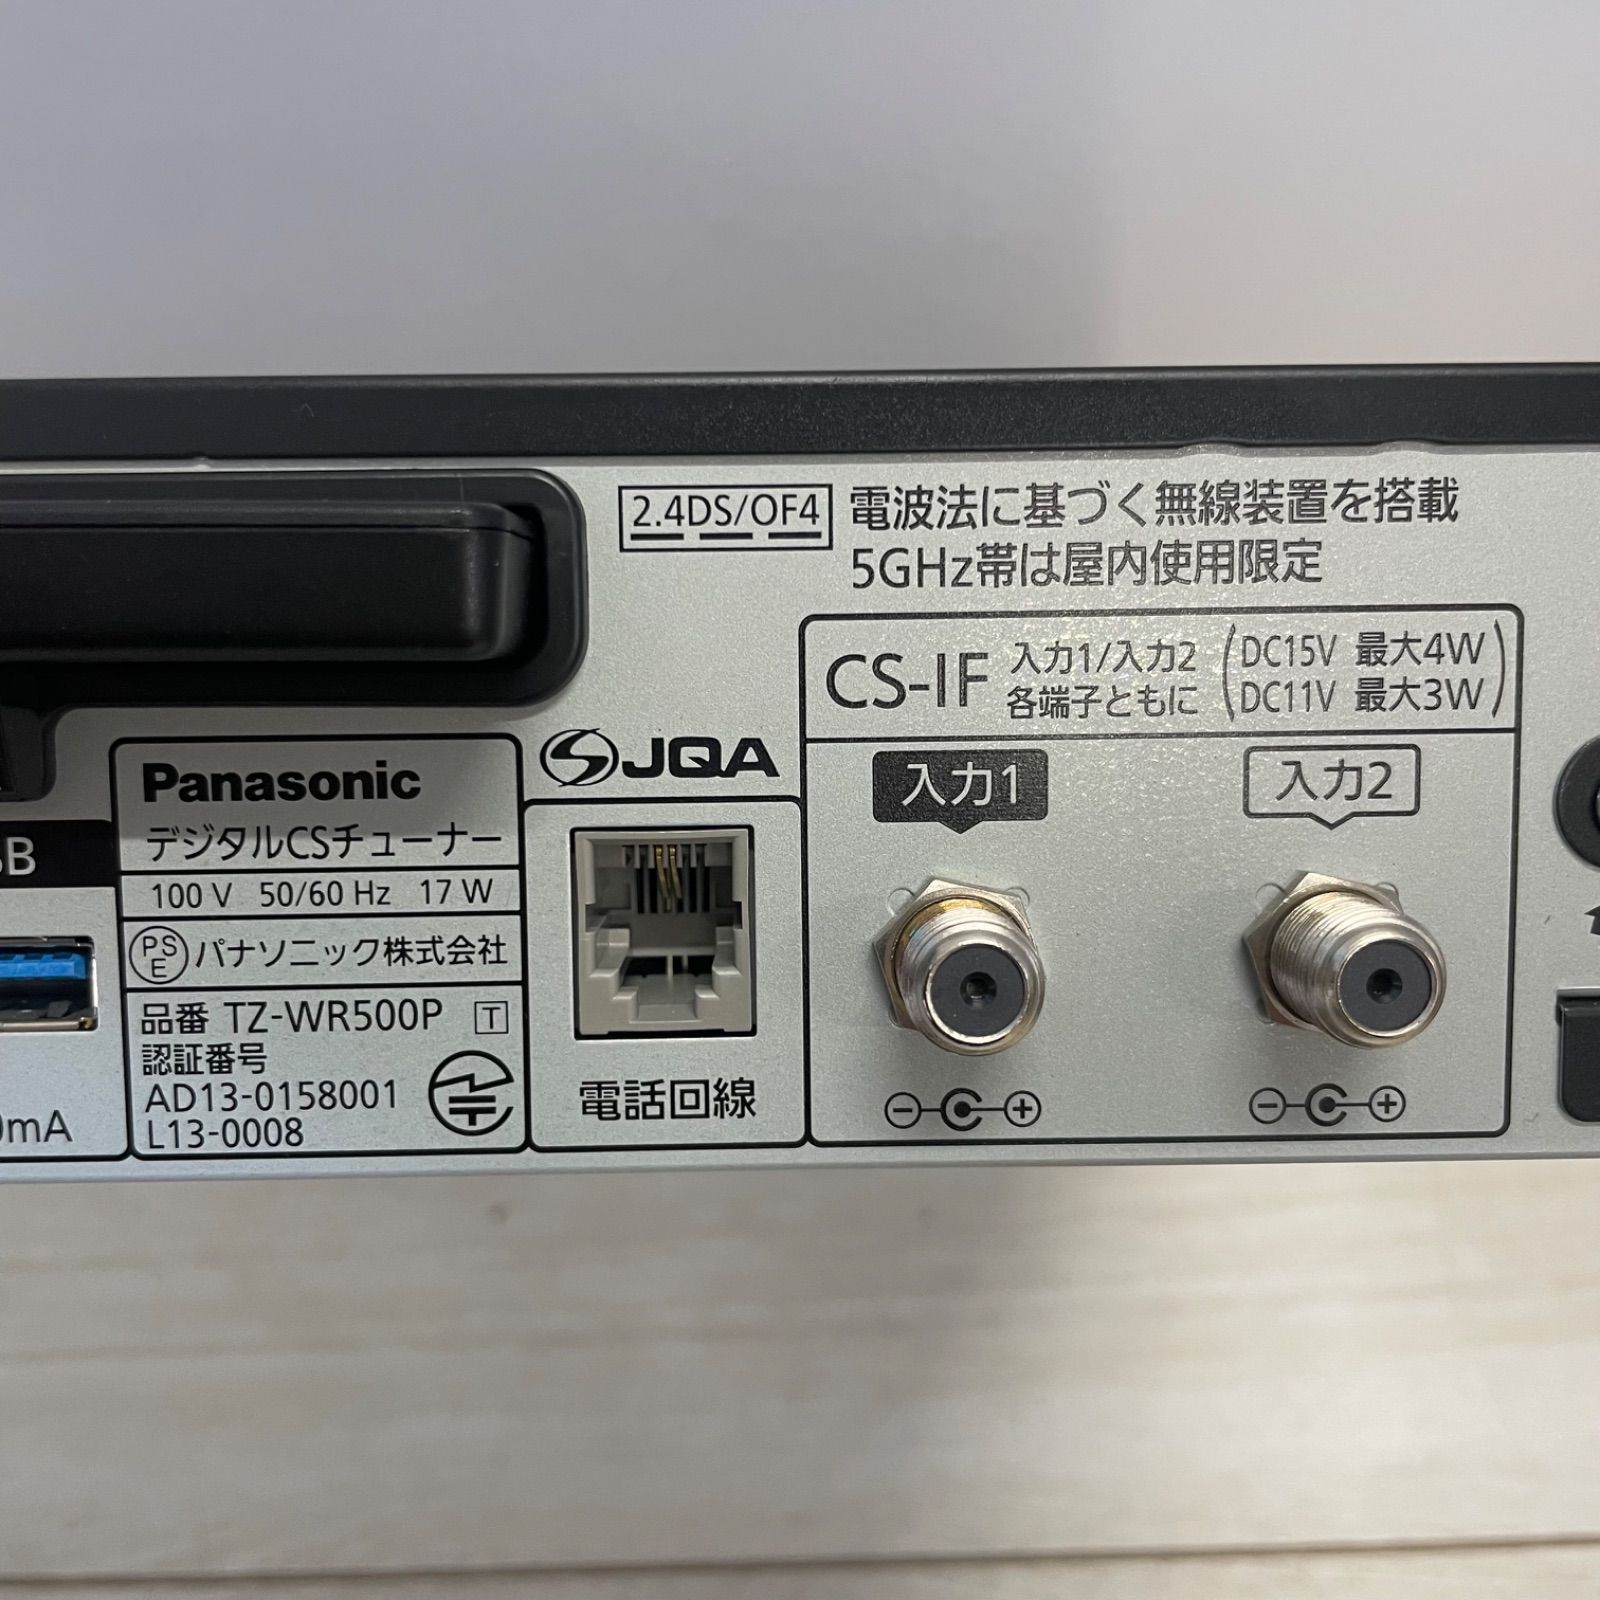 2.4DS/OF4
電波法に基づく無線装置を搭載
5GHz帯は屋内使用限定
CS-IF
入力1/入力2
各端子ともに
(DC15V 最大4W
DC11V 最大3W)
JQA
入力1
入力2
Panasonic
デジタルCSチューナー
100 V 50/60 Hz 17 W
PSE パナソニック株式会社
品番 TZ-WR500P T
認証番号
AD13-0158001
L13-0008
電話回線
mA